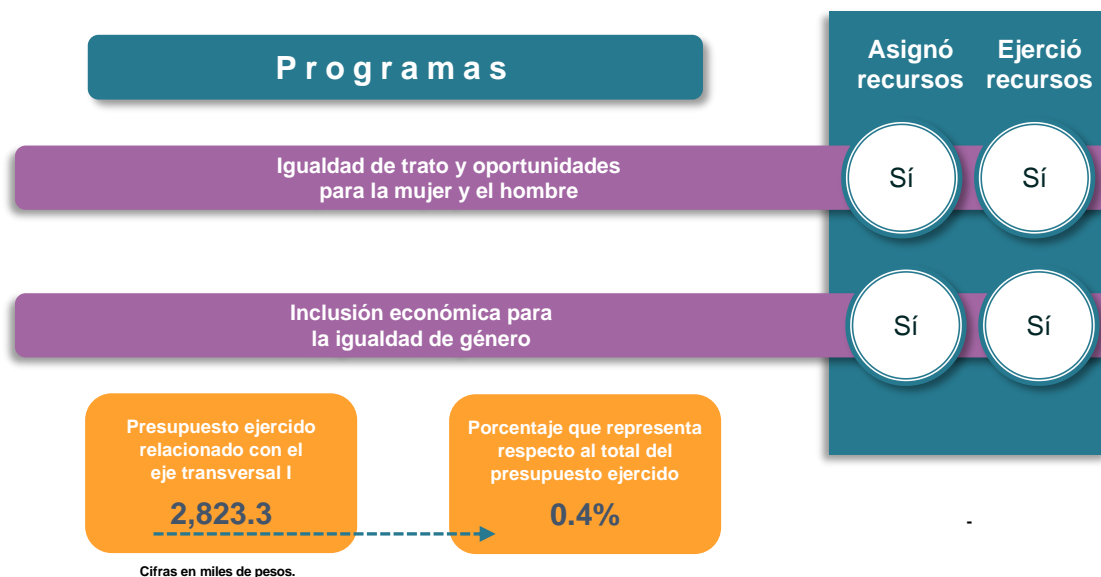 Programas
Asignó
recursos
Ejerció
recursos
Igualdad de trato y oportunidades
para la mujer y el hombre
Sí
Sí
Inclusión económica para
la igualdad de género
Sí
Sí
Presupuesto ejercido
relacionado con el
eje transversal I
2,823.3
Porcentaje que representa
respecto al total del
presupuesto ejercido
0.4%
-
Cifras en miles de pesos.